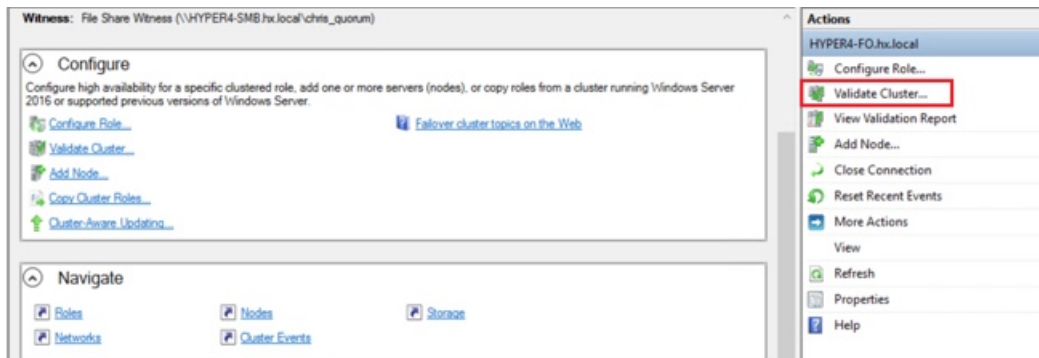 Witness: File Share Witness (\\HYPER4-SMB.hx.local\chris_quorum)
Configure
Configure high availability for a specific clustered role, add one or more servers (nodes), or copy roles from a cluster running Windows Server
2016 or supported previous versions of Windows Server.
Configure Role...
Failover cluster topics on the Web
Validate Cluster...
Add Node...
Copy Cluster Roles...
Cluster-Aware Updating...
Navigate
Roles
Nodes
Storage
Networks
Cluster Events
Actions
HYPER4-FO.hx.local
Configure Role...
Validate Cluster...
View Validation Report
Add Node...
Close Connection
Reset Recent Events
More Actions
View
Refresh
Properties
Help